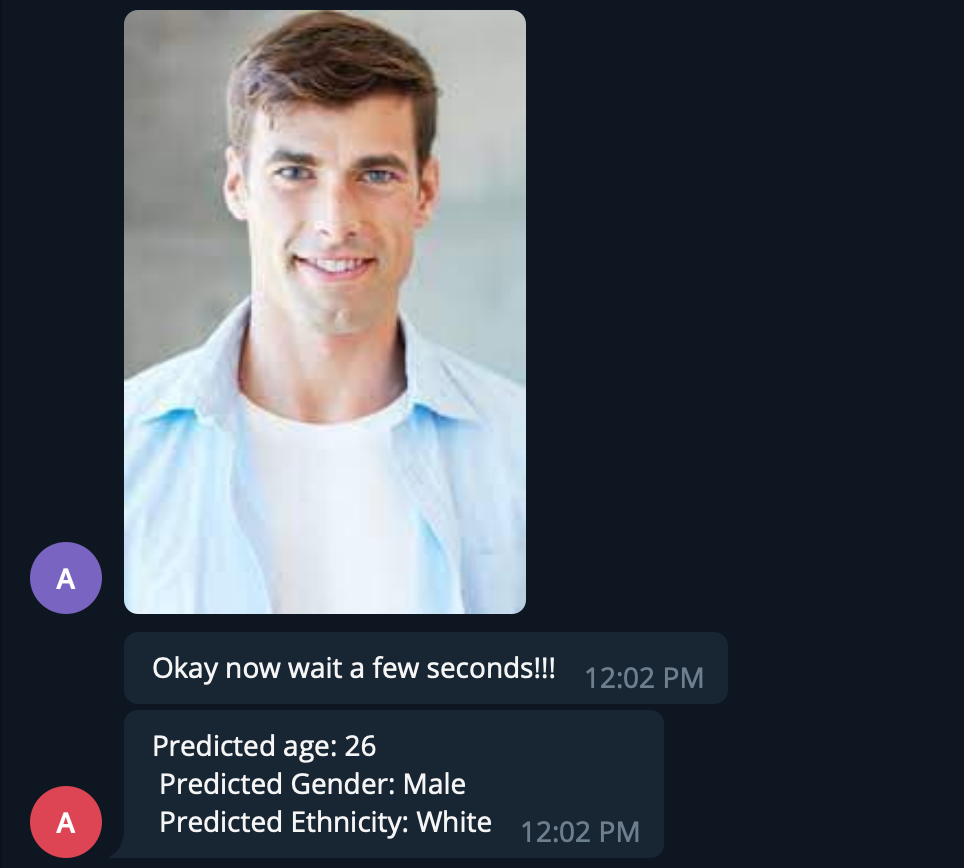 A
Okay now wait a few seconds!!!
12:02 PM
Predicted age: 26
Predicted Gender: Male
Predicted Ethnicity: White
12:02 PM
A